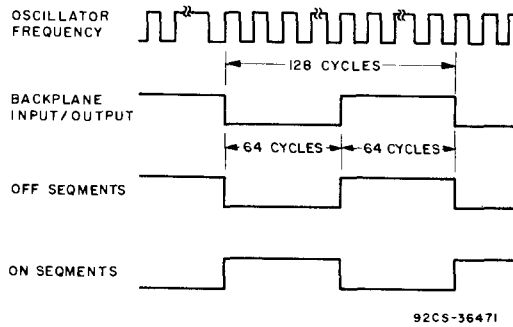 OSCILLATOR
FREQUENCY
128 CYCLES
BACKPLANE
INPUT/OUTPUT
64 CYCLES 64 CYCLES
OFF SEQMENTS
ON SEQMENTS
92CS-36471